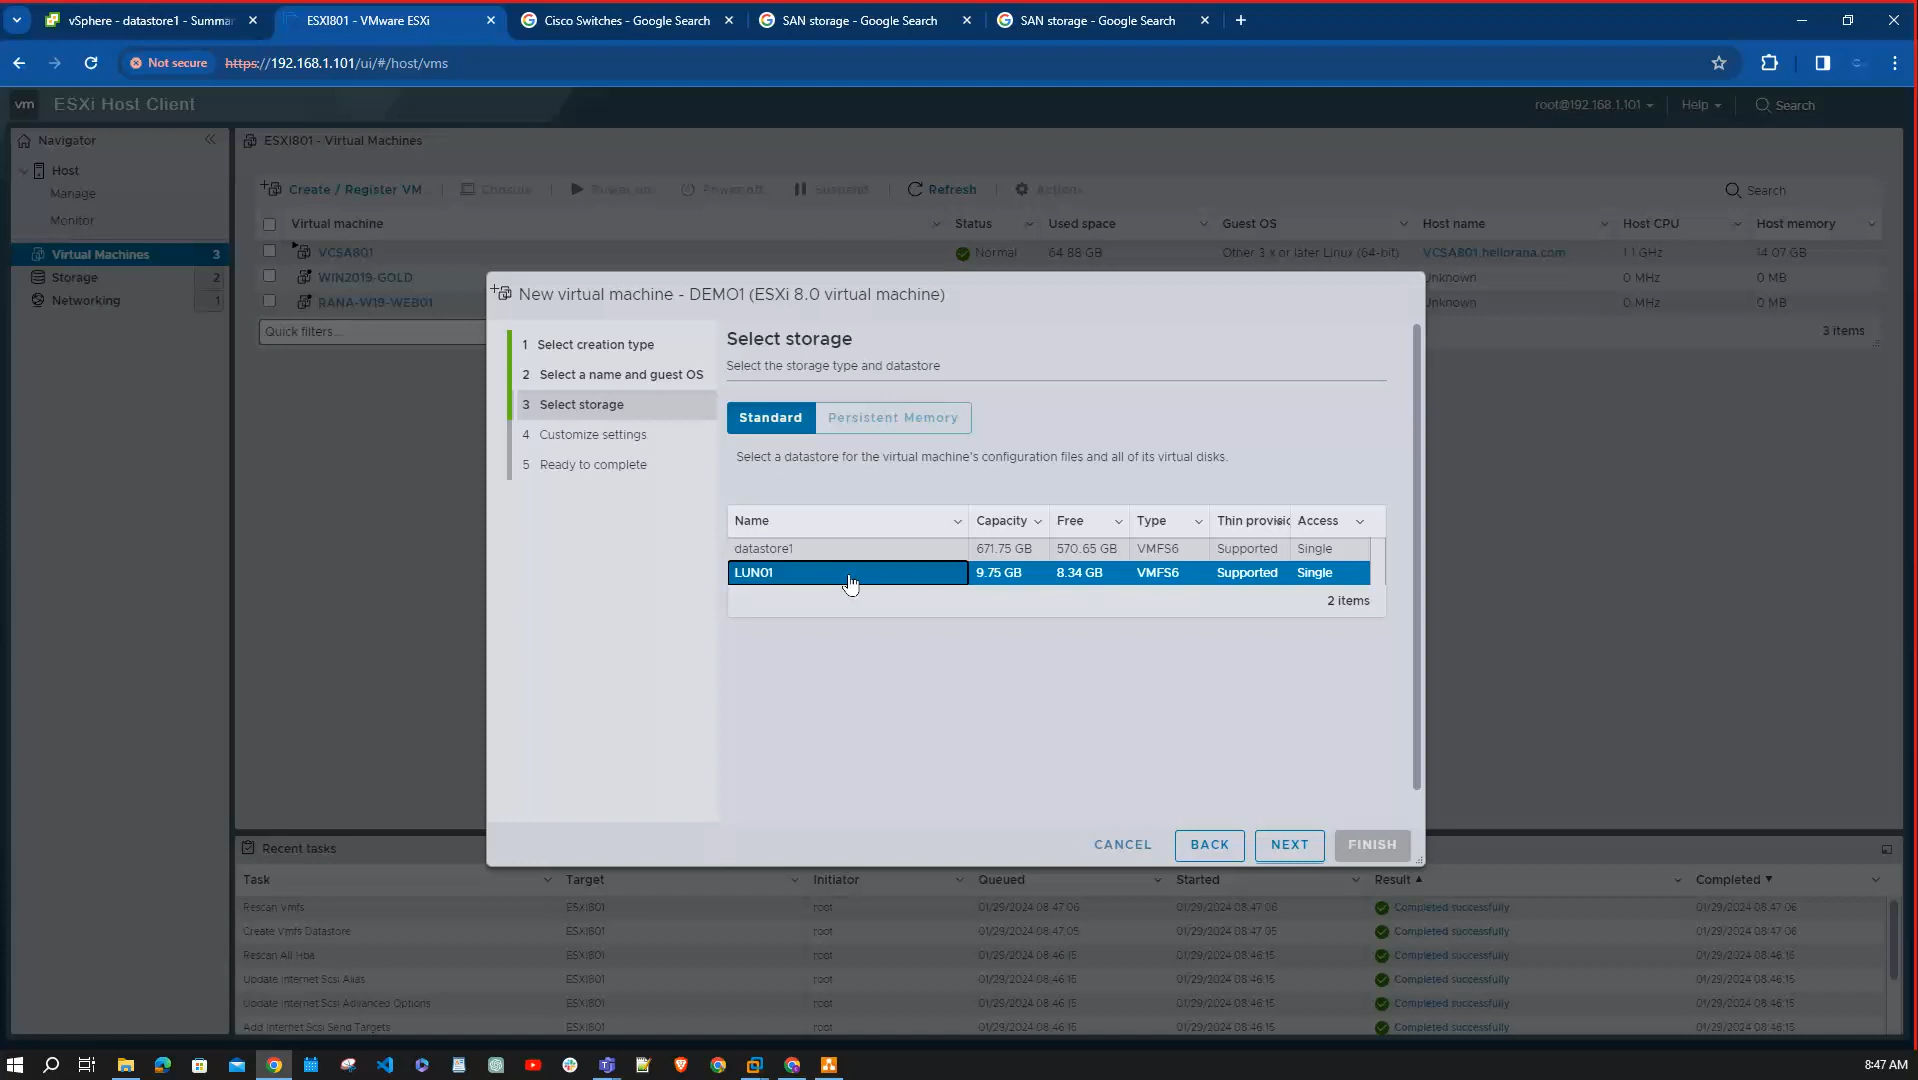 vSphere - datastore1 - Summar
ESXI801 - VMware ESXi
Cisco Switches - Google Search
SAN storage - Google Search
SAN storage - Google Search
Not secure
https://192.168.1.101/ui/#/host/vms
vm
ESXi Host Client
root@192.168.1.101
Help
Search
Navigator
ESXI801 - Virtual Machines
Host
Manage
Monitor
Virtual Machines 3
Storage 2
Networking 1
Create / Register VM
Console
Power on
Power off
Suspend
Refresh
Actions
Search
Virtual machine Status Used space Guest OS Host name Host CPU Host memory
VCSA801 Normal 64.88 GB Other 3.x or later Linux (64-bit) VCSA801.hellorana.com 1.1 GHz 14.07 GB
WIN2019-GOLD Unknown 0 MHz 0 MB
RANA-W19-WEB01 Unknown 0 MHz 0 MB
Quick filters...
3 items
New virtual machine - DEMO1 (ESXi 8.0 virtual machine)
1 Select creation type
2 Select a name and guest OS
3 Select storage
4 Customize settings
5 Ready to complete
Select storage
Select the storage type and datastore
Standard Persistent Memory
Select a datastore for the virtual machine's configuration files and all of its virtual disks.
Name Capacity Free Type Thin provisic Access
datastore1 671.75 GB 570.65 GB VMFS6 Supported Single
LUN01 9.75 GB 8.34 GB VMFS6 Supported Single
2 items
CANCEL BACK NEXT FINISH
Recent tasks
Task Target Initiator Queued Started Result Completed
Rescan Vmfs ESXI801 root 01/29/2024 08:47:06 01/29/2024 08:47:06 Completed successfully 01/29/2024 08:47:06
Create Vmfs Datastore ESXI801 root 01/29/2024 08:47:05 01/29/2024 08:47:05 Completed successfully 01/29/2024 08:47:06
Rescan All Hba ESXI801 root 01/29/2024 08:46:15 01/29/2024 08:46:15 Completed successfully 01/29/2024 08:46:15
Update Internet Scsi Alias ESXI801 root 01/29/2024 08:46:15 01/29/2024 08:46:15 Completed successfully 01/29/2024 08:46:15
Update Internet Scsi Advanced Options ESXI801 root 01/29/2024 08:46:15 01/29/2024 08:46:15 Completed successfully 01/29/2024 08:46:15
Add Internet Scsi Send Targets ESXI801 root 01/29/2024 08:46:15 01/29/2024 08:46:15 Completed successfully 01/29/2024 08:46:15
8:47 AM